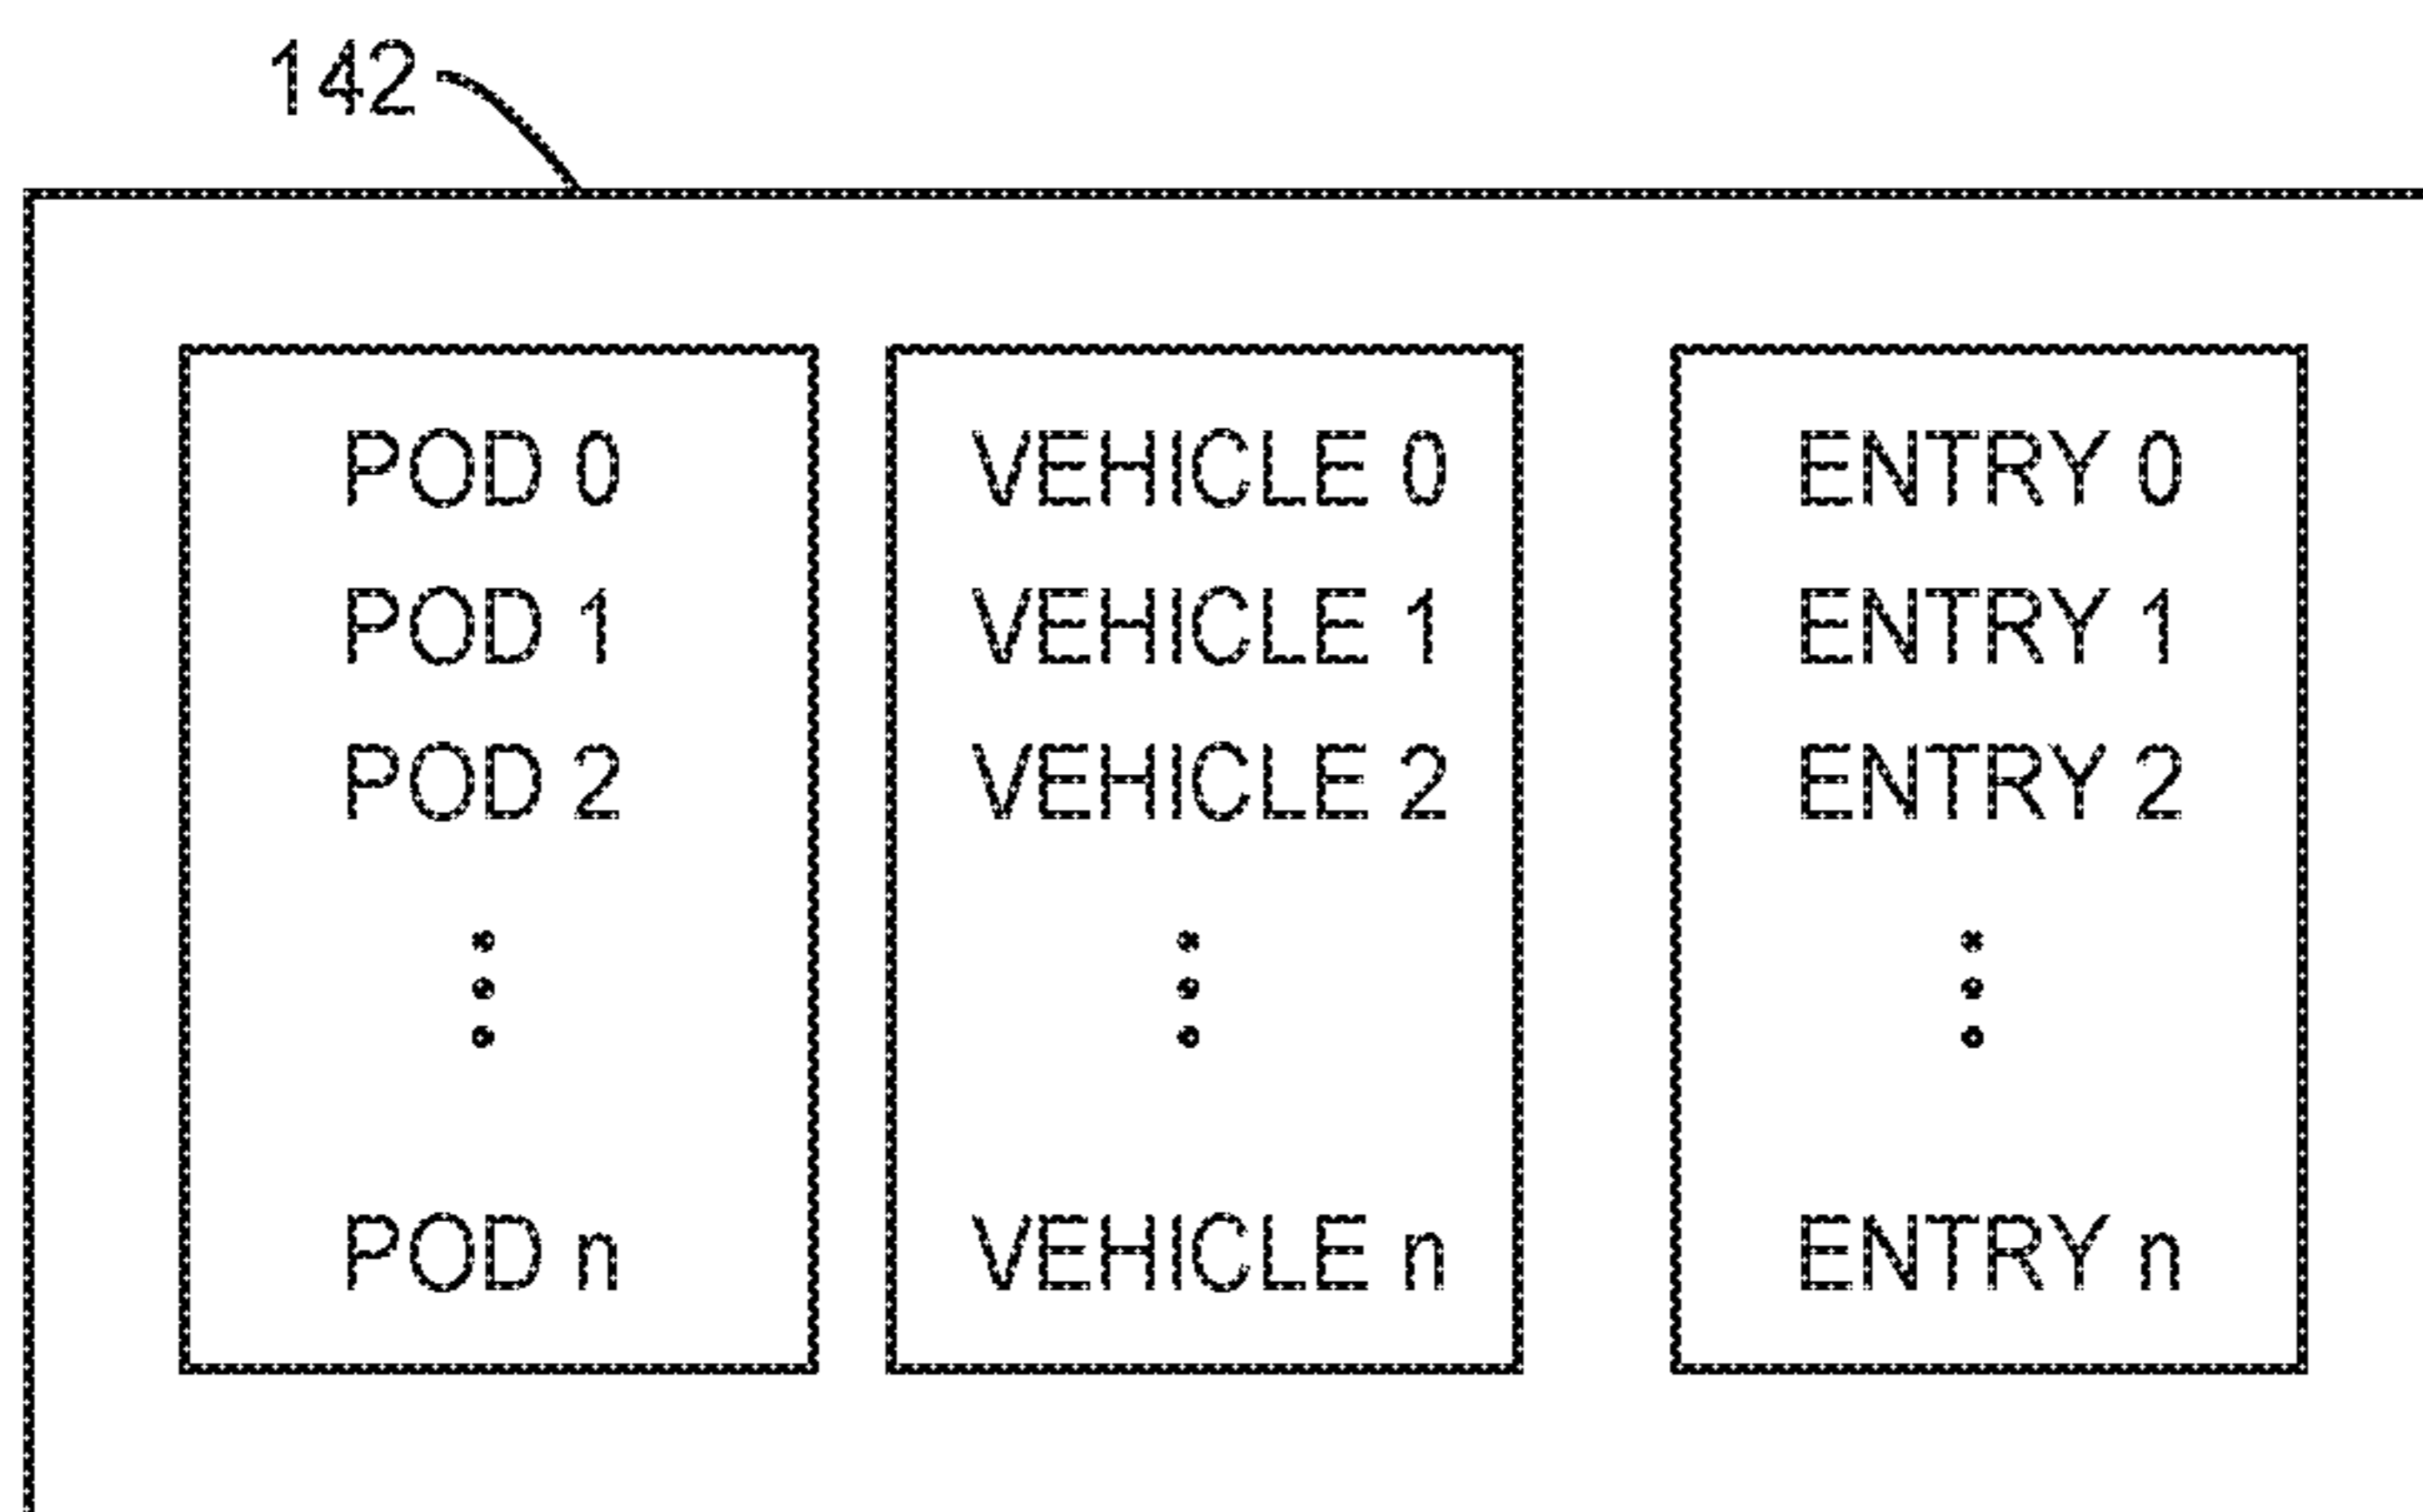 142
POD 0
POD 1
POD 2
POD n
VEHICLE 0
VEHICLE 1
VEHICLE 2
VEHICLE n
ENTRY 0
ENTRY 1
ENTRY 2
ENTRY n